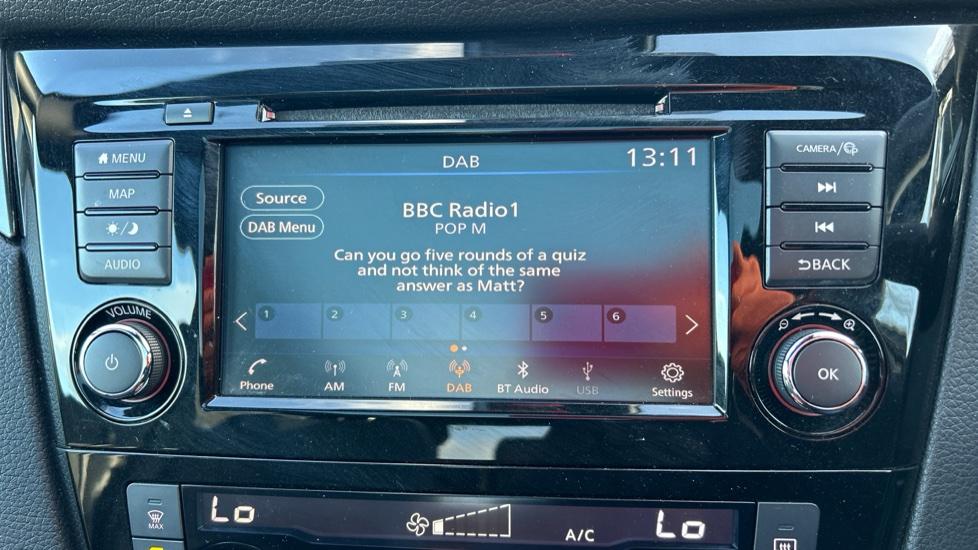 DAB
13:11
MENU
MAP
AUDIO
VOLUME
Source
DAB Menu
BBC Radio1
POP M
Can you go five rounds of a quiz
and not think of the same
answer as Matt?
1 2 3 4 5 6
Phone AM FM DAB BT Audio USB Settings
CAMERA/
BACK
OK
MAX
Lo
A/C
Lo